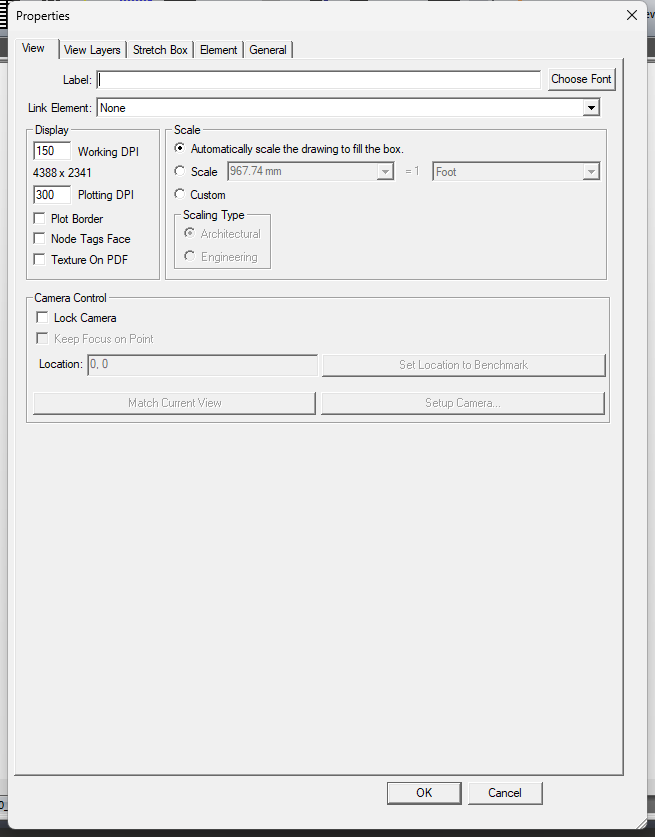 Properties
View View Layers Stretch Box Element General
Label: Choose Font
Link Element: None
Display
150 Working DPI
4388 x 2341
300 Plotting DPI
Plot Border
Node Tags Face
Texture On PDF
Scale
Automatically scale the drawing to fill the box.
Scale 967.74 mm = 1 Foot
Custom
Scaling Type
Architectural
Engineering
Camera Control
Lock Camera
Keep Focus on Point
Location: 0, 0 Set Location to Benchmark
Match Current View Setup Camera...
OK Cancel